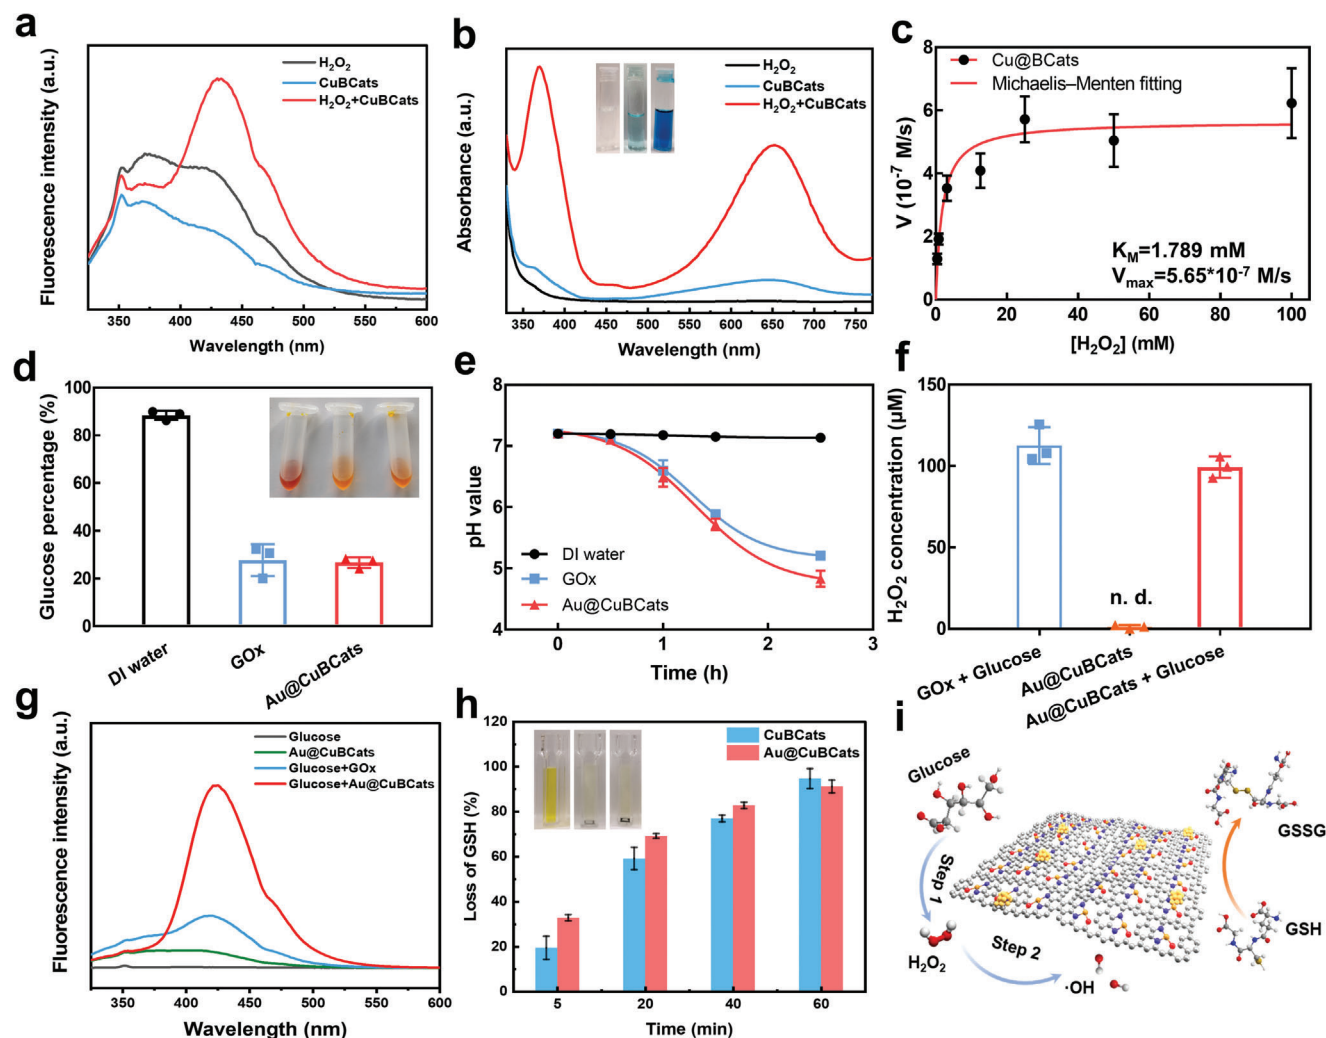 a
Fluorescence intensity (a.u.)
H₂O₂
CuBCats
H₂O₂+CuBCats
350 400 450 500 550 600
Wavelength (nm)
b
Absorbance (a.u.)
H₂O₂
CuBCats
H₂O₂+CuBCats
350 400 450 500 550 600 650 700 750
Wavelength (nm)
c
V (10⁻⁷ M/s)
8
6
4
2
0
Cu@BCats
Michaelis–Menten fitting
K_M=1.789 mM
V_max=5.65*10⁻⁷ M/s
0 20 40 60 80 100
[H₂O₂] (mM)
d
Glucose percentage (%)
100
80
60
40
20
0
DI water
GOx
Au@CuBCats
e
pH value
8
7
6
5
4
DI water
GOx
Au@CuBCats
0 1 2 3
Time (h)
f
H₂O₂ concentration (μM)
150
100
50
0
n. d.
GOx + Glucose
Au@CuBCats
Au@CuBCats + Glucose
g
Fluorescence intensity (a.u.)
Glucose
Au@CuBCats
Glucose+GOx
Glucose+Au@CuBCats
350 400 450 500 550 600
Wavelength (nm)
h
Loss of GSH (%)
120
100
80
60
40
20
0
CuBCats
Au@CuBCats
5 20 40 60
Time (min)
i
Glucose
Step 1
H₂O₂
Step 2
·OH
GSSG
GSH